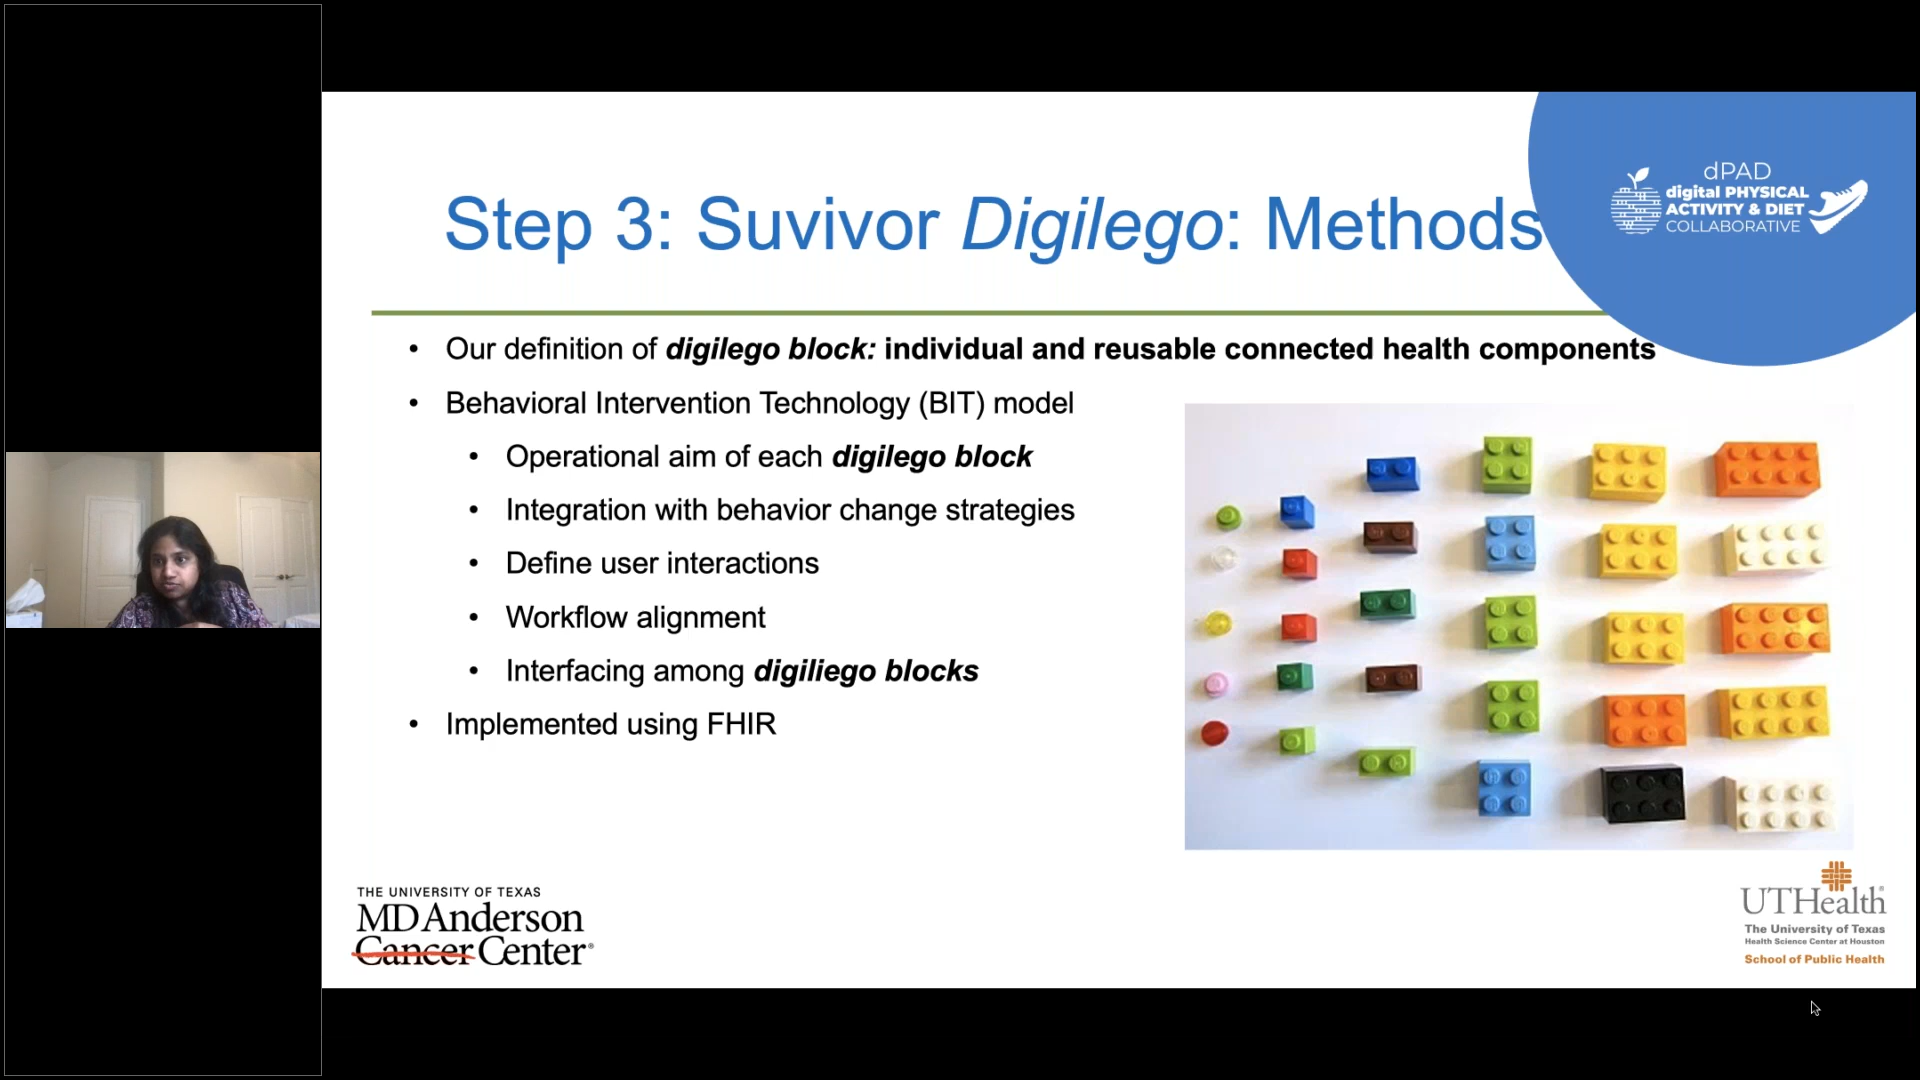 Step 3: Suvivor Digilego: Methods
dPAD
digital PHYSICAL
ACTIVITY & DIET
COLLABORATIVE
• Our definition of digilego block: individual and reusable connected health components
• Behavioral Intervention Technology (BIT) model
• Operational aim of each digilego block
• Integration with behavior change strategies
• Define user interactions
• Workflow alignment
• Interfacing among digiliego blocks
• Implemented using FHIR
THE UNIVERSITY OF TEXAS
MD Anderson
Cancer Center®
UTHealth®
The University of Texas
Health Science Center at Houston
School of Public Health